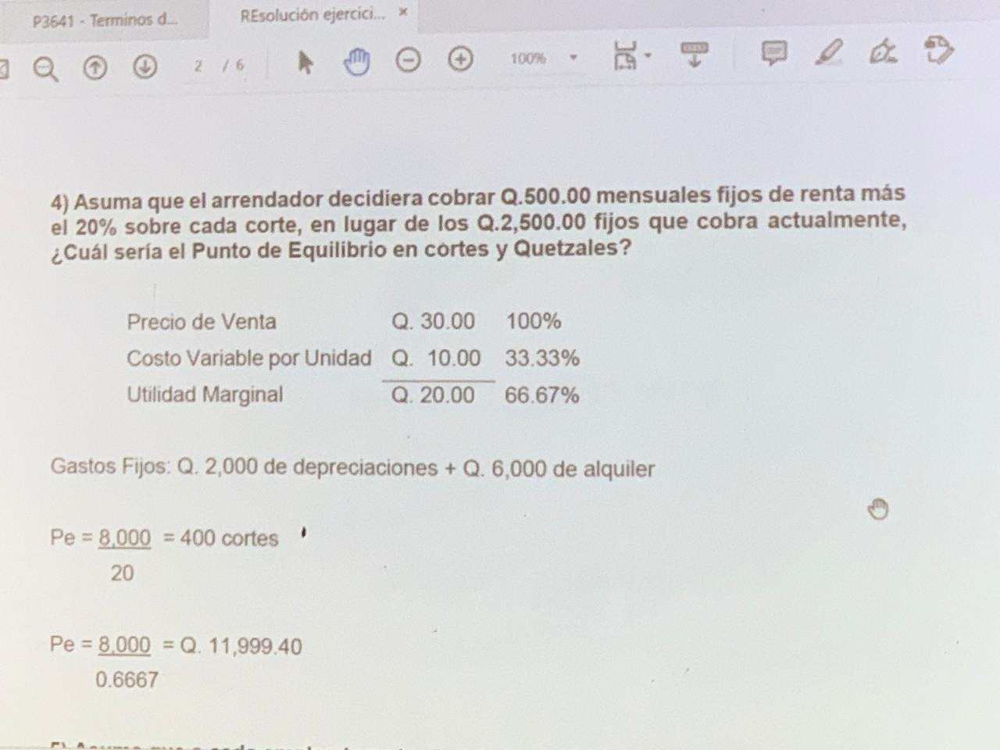 P3641 - Terminos d...
REsolución ejercici... ×
2 / 6
100%
4) Asuma que el arrendador decidiera cobrar Q.500.00 mensuales fijos de renta más
el 20% sobre cada corte, en lugar de los Q.2,500.00 fijos que cobra actualmente,
¿Cuál sería el Punto de Equilibrio en cortes y Quetzales?
Precio de Venta Q. 30.00 100%
Costo Variable por Unidad Q. 10.00 33.33%
Utilidad Marginal Q. 20.00 66.67%
Gastos Fijos: Q. 2,000 de depreciaciones + Q. 6,000 de alquiler
Pe = 8,000 = 400 cortes
20
Pe = 8,000 = Q. 11,999.40
0.6667